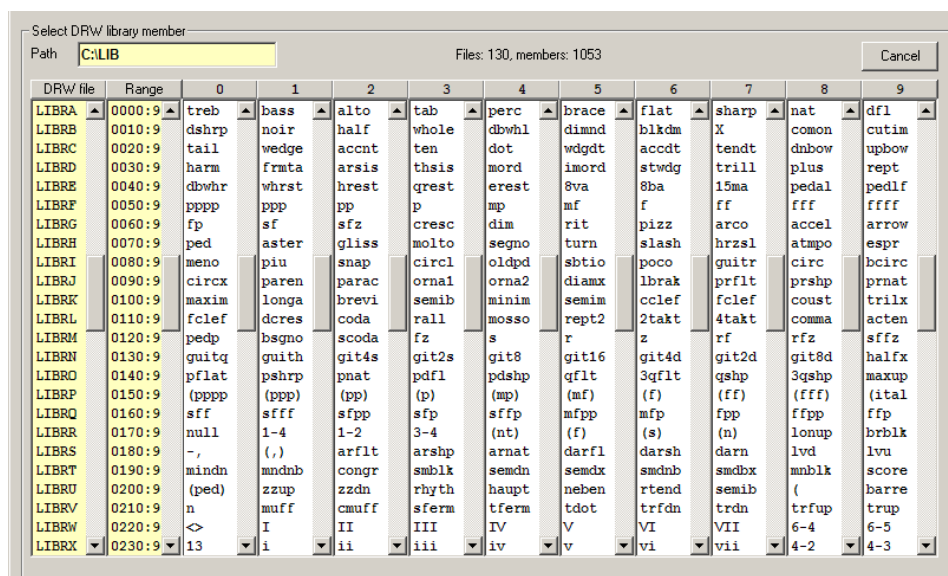 Select DRW library member
Path C:\LIB Files: 130, members: 1053 Cancel
DRW file Range 0 1 2 3 4 5 6 7 8 9
LIBRA 0000:9 treb bass alto tab perc brace flat sharp nat dfl
LIBRB 0010:9 dshrp noir half whole dbwhl dimnd blkdm X comon cutim
LIBRC 0020:9 tail wedge accnt ten dot wdgdt accdt tendt dnbow upbow
LIBRD 0030:9 harm frmta arsis thsis mord imord stwdg trill plus rept
LIBRE 0040:9 dbwhr whrst hrest qrest erest 8va 8ba 15ma pedal pedlf
LIBRF 0050:9 pppp ppp pp p mp mf f ff fff ffff
LIBRG 0060:9 fp sf sfz cresc dim rit pizz arco accel arrow
LIBRH 0070:9 ped aster gliss molto segno turn slash hrzsl atmpo espr
LIBRI 0080:9 meno piu snap circl oldpd sbtio poco guitr circ bcirc
LIBRJ 0090:9 circx paren parac orna1 orna2 diamx lbrak prflt prshp prnat
LIBRK 0100:9 maxim longa brevi semib minim semim cclef fclef coust trilx
LIBRL 0110:9 fclef dcres coda rall mosso rept2 2takt 4takt comma acten
LIBRM 0120:9 pedp bsgno scoda fz s r z rf rfz sffz
LIBRN 0130:9 guitq guith git4s git2s git8 git16 git4d git2d git8d halfx
LIBRO 0140:9 pflat pshrp pnat pdfl pdshp qflt 3qflt qshp 3qshp maxup
LIBRP 0150:9 (pppp (ppp) (pp) (p) (mp) (mf) (f) (ff) (fff) (ital
LIBRQ 0160:9 sff sfff sfpp sfp sffp mfpp mfp fpp ffpp ffp
LIBRR 0170:9 null 1-4 1-2 3-4 (nt) (f) (s) (n) lonup brblk
LIBRS 0180:9 -, (,) arflt arshp arnat darfl darsh darn lvd lvu
LIBRT 0190:9 mindn mndnb congr smblk semdn semdx smdnb smdbx mnblk score
LIBRU 0200:9 (ped) zzup zzdn rhyth haupt neben rtend semib ( barre
LIBRV 0210:9 n muff cmuff sferm tferm tdot trfdn trdn trfup trup
LIBRW 0220:9 <> I II III IV V VI VII 6-4 6-5
LIBRX 0230:9 13 i ii iii iv v vi vii 4-2 4-3